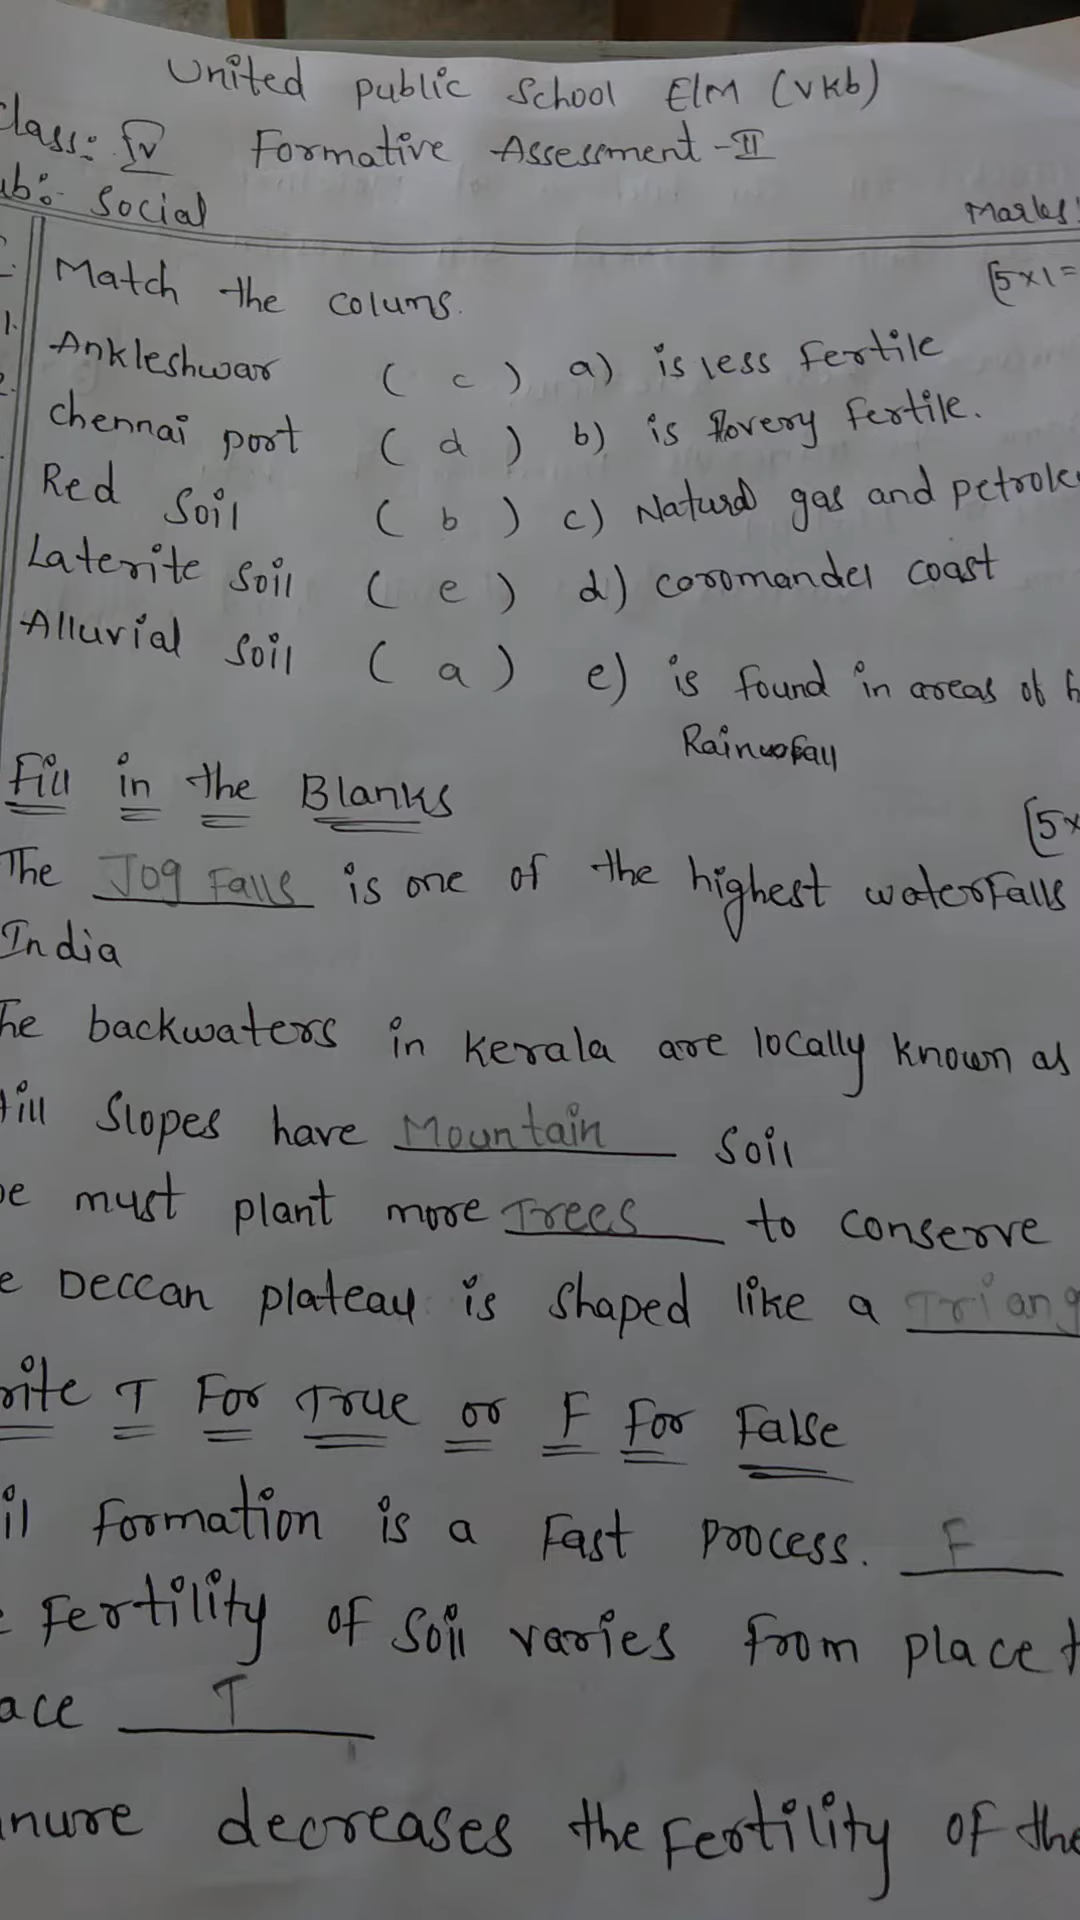 United Public School Elm (Vkb)
Class: IV Formative Assessment - II
Sub:- Social Marks:
Match the colums. [5x1=
1. Ankleshwar ( c ) a) is less Fertile
2. Chennai port ( d ) b) is very Fertile.
Red Soil ( b ) c) Natural gas and petrole
Laterite Soil ( e ) d) Coromandel coast
Alluvial Soil ( a ) e) is found in areas of h
Rainfall
Fill in the Blanks [5x
The Jog Falls is one of the highest waterfalls
India
The backwaters in kerala are locally known as
Hill Slopes have Mountain Soil
we must plant more Trees to conserve
e Deccan plateau is shaped like a Triang
rite T For True or F For False
il formation is a Fast Process. F
e Fertility of Soil varies from place t
ace T
nure decreases the Fertility of the